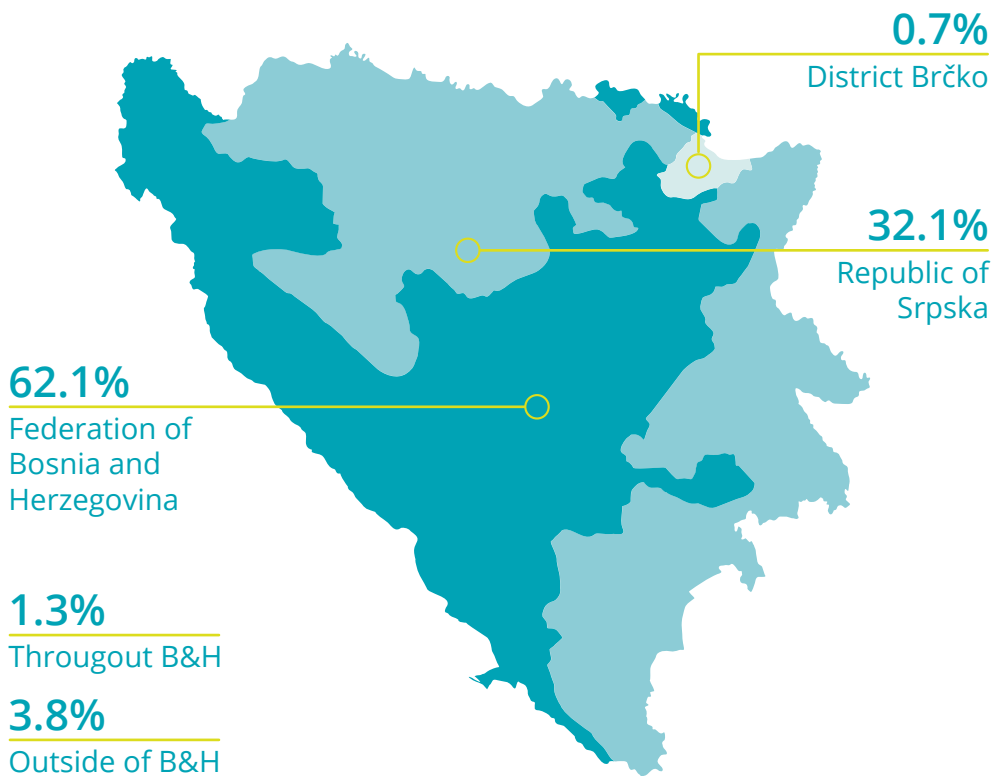 0.7%
District Brčko
32.1%
Republic of
Srpska
62.1%
Federation of
Bosnia and
Herzegovina
1.3%
Througout B&H
3.8%
Outside of B&H